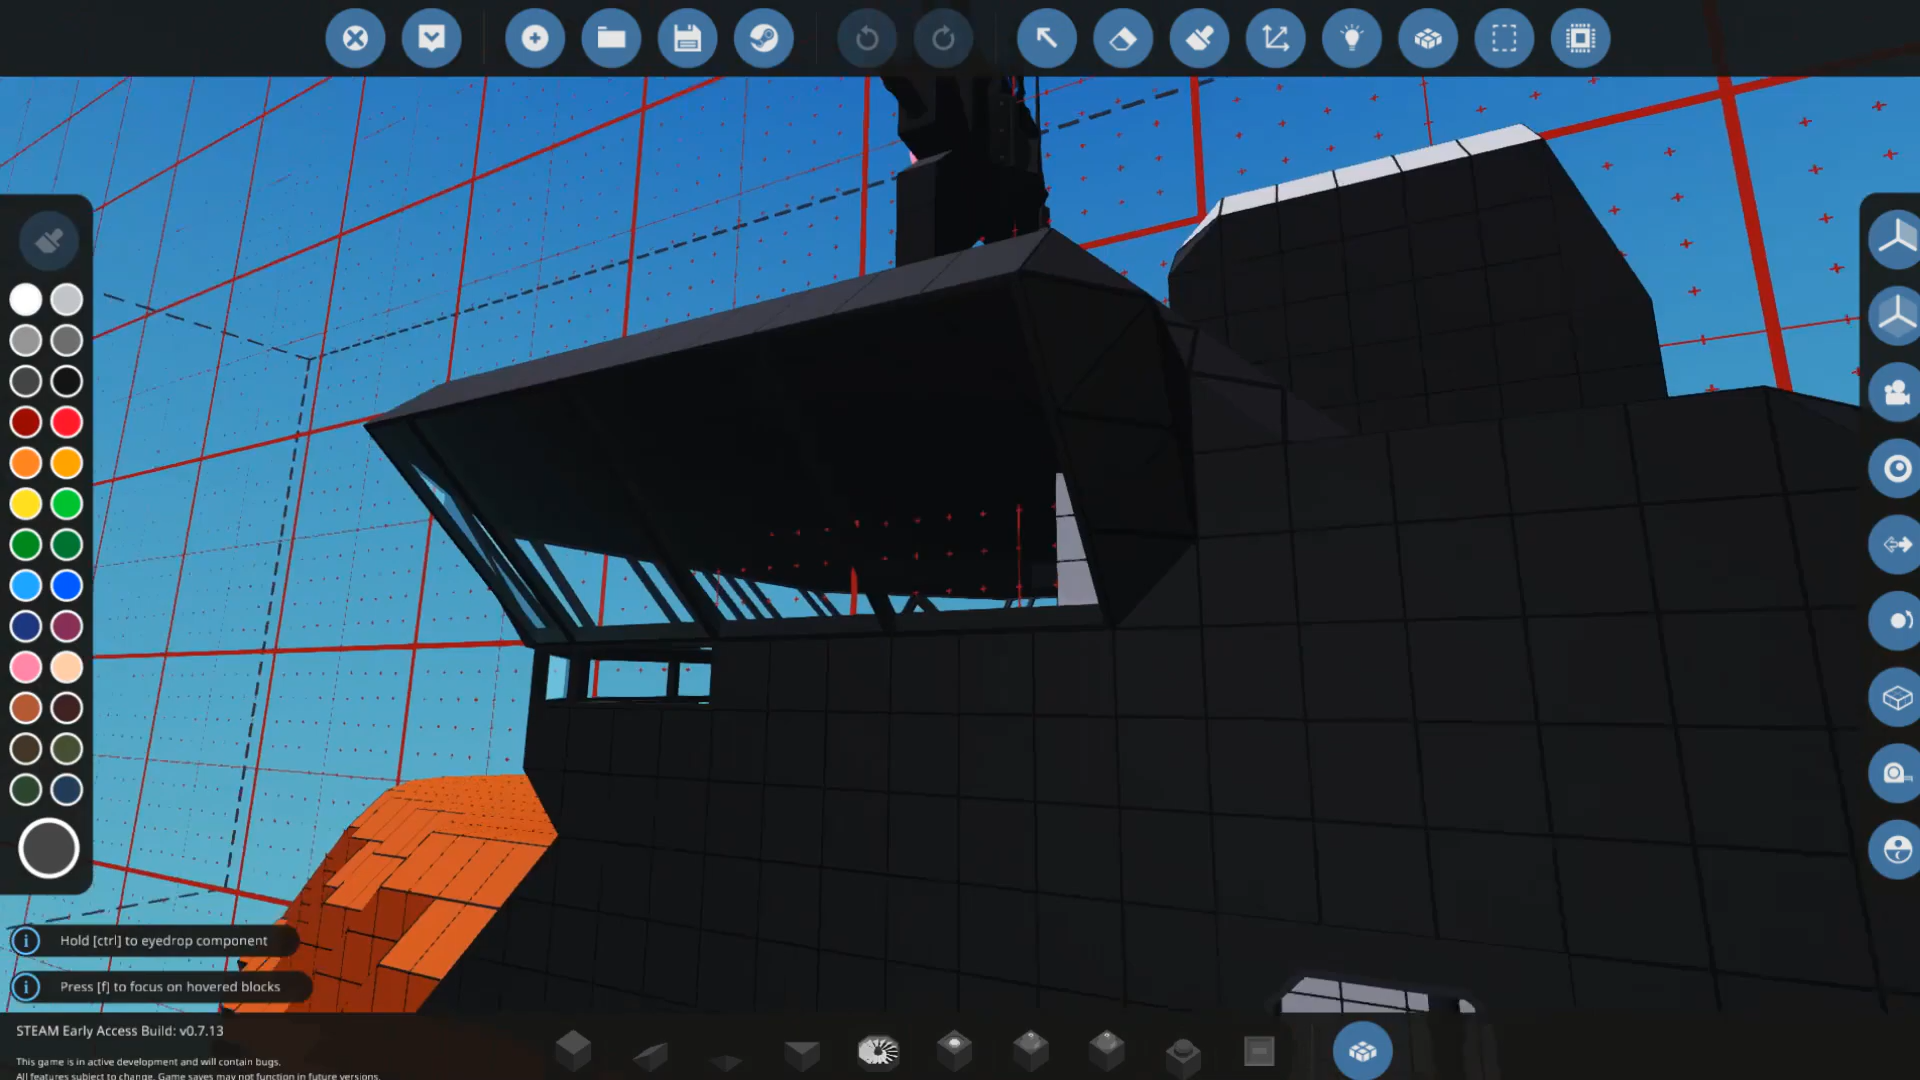 Hold [ctrl] to eyedrop component
Press [f] to focus on hovered blocks
STEAM Early Access Build: v0.7.13
This game is in active development and will contain bugs.
All features subject to change. Game saves may not function in future versions.